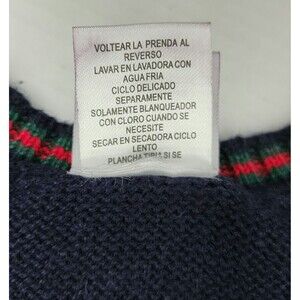 VOLTEAR LA PRENDA AL
REVERSO
LAVAR EN LAVADORA CON
AGUA FRIA
CICLO DELICADO
SEPARAMENTE
SOLAMENTE BLANQUEADOR
CON CLORO CUANDO SE
NECESITE
SECAR EN SECADORA CICLO
LENTO
PLANCHA TIBIA SI SE